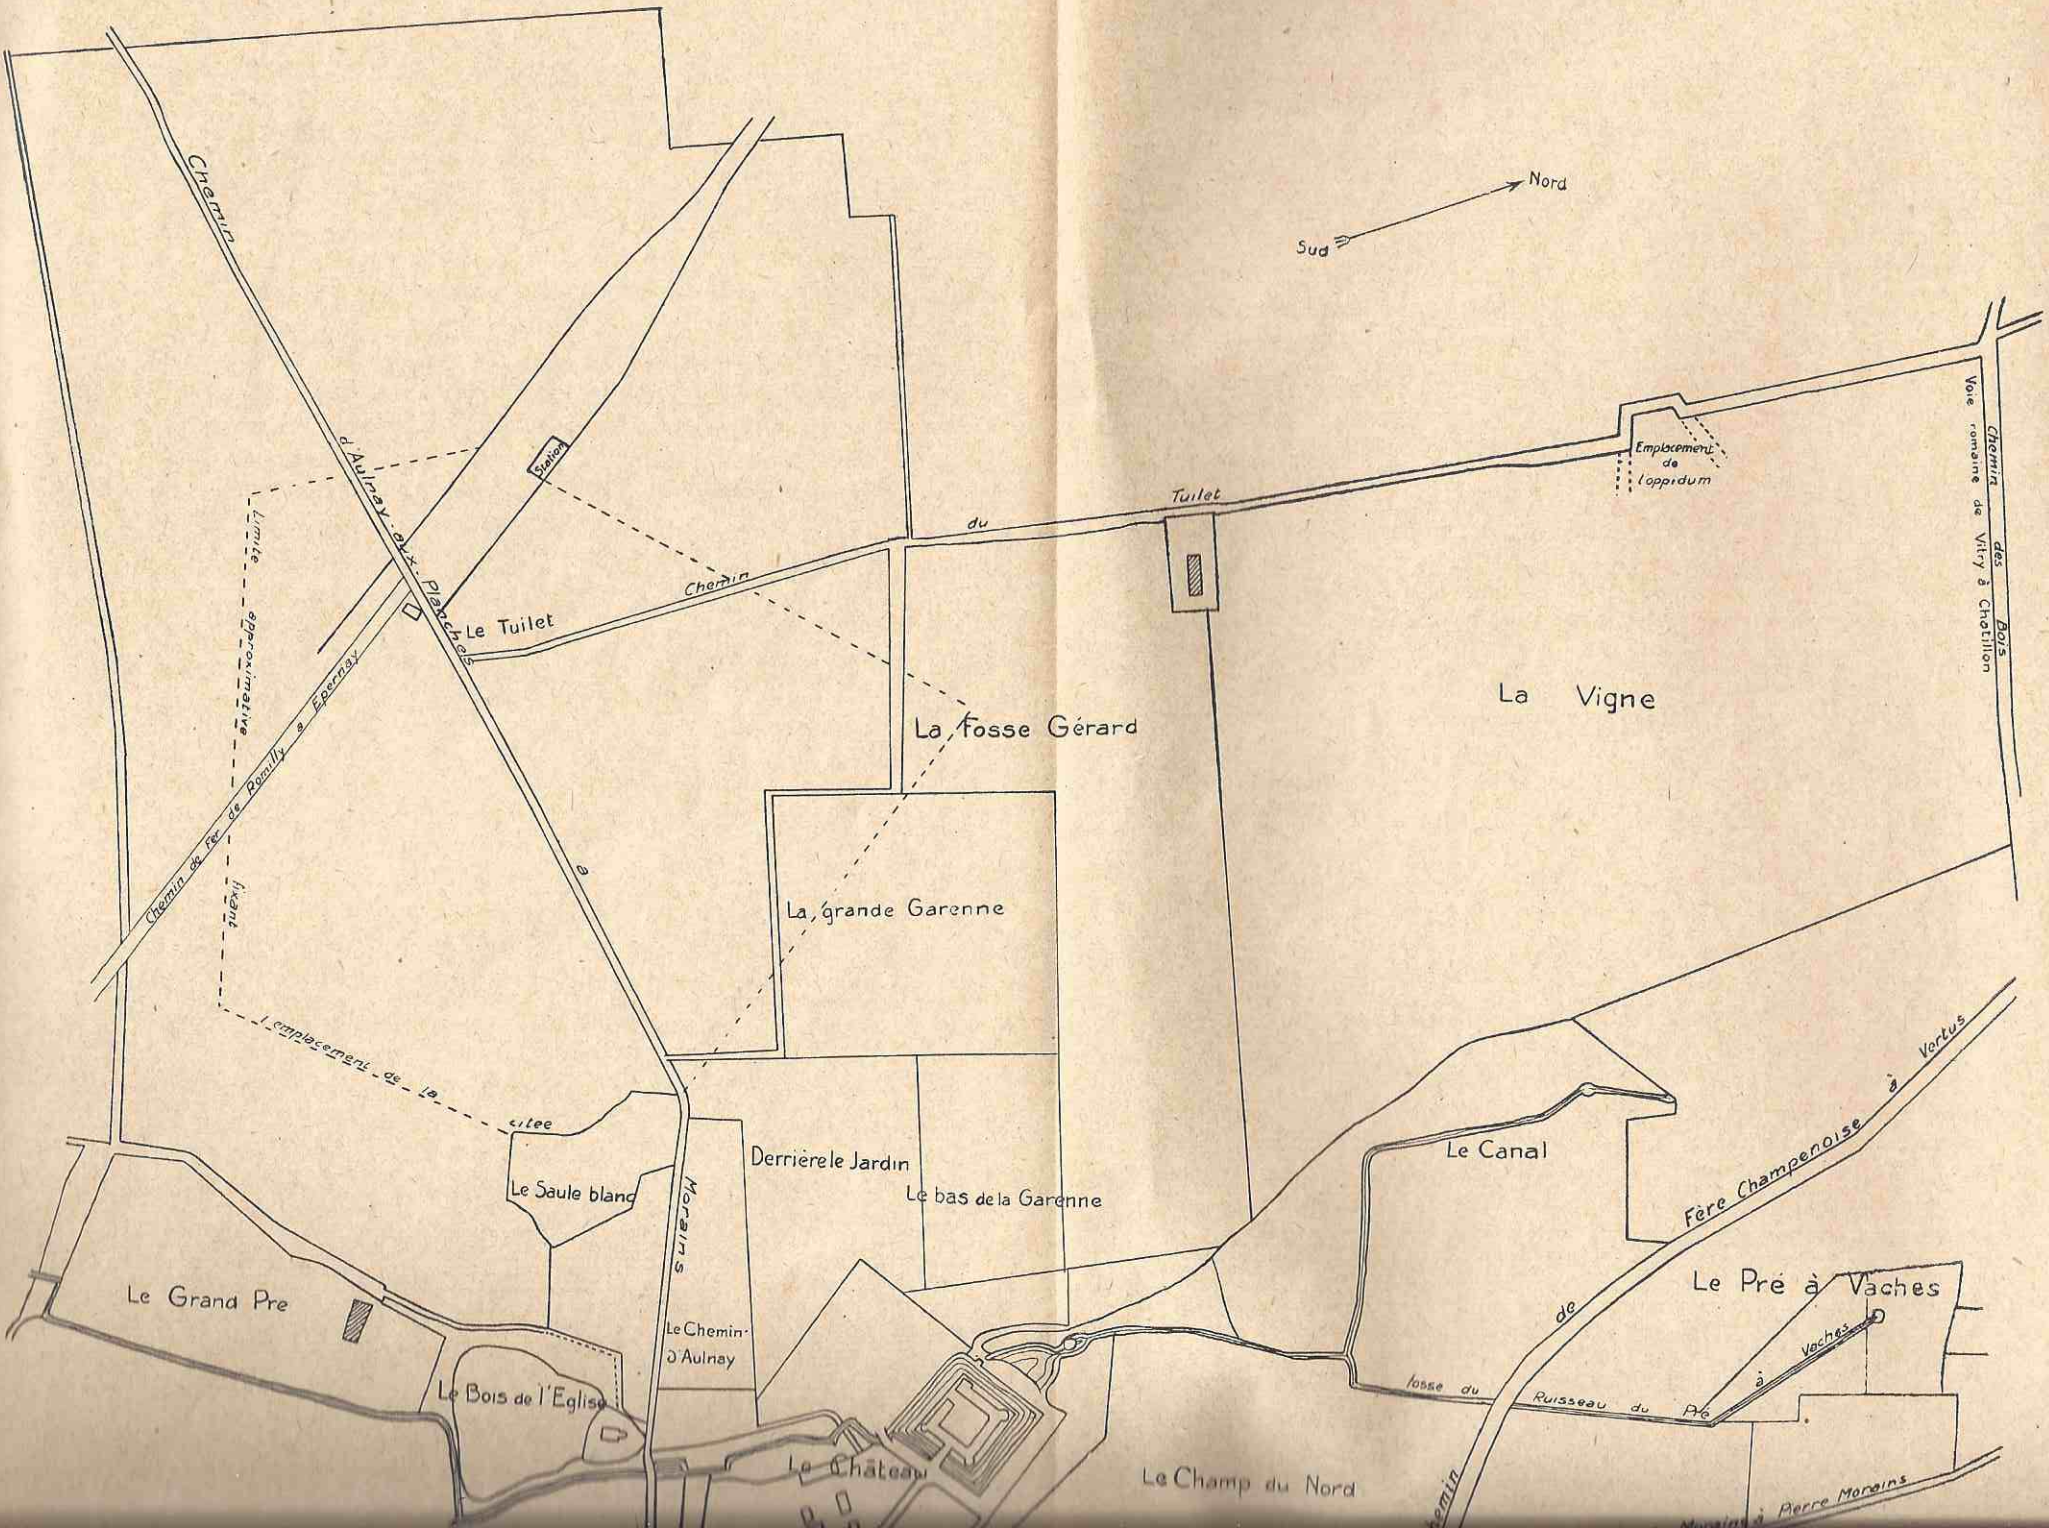 Nord
Sud
Chemin d'Aulnay-aux-Planches à Morains
Station
Limite approximative fixant l'emplacement de la citee
Chemin du Tuilet
Emplacement
de
l'oppidum
Voie romaine de Vitry à Chatillon
Chemin des Bois
Le Tuilet
Chemin de Fer de Romilly a Epernay
La Vigne
La Fosse Gérard
La grande Garenne
Derrière le Jardin
Le bas de la Garenne
Le Saule blanc
Le Canal
Chemin de Fère Champenoise à Vertus
Le Grand Pre
Le Pré à Vaches
Le Chemin-
d'Aulnay
Le Bois de l'Eglise
fosse du Ruisseau du Pré à Vaches
Le Château
Le Champ du Nord
Morains à Pierre Morains